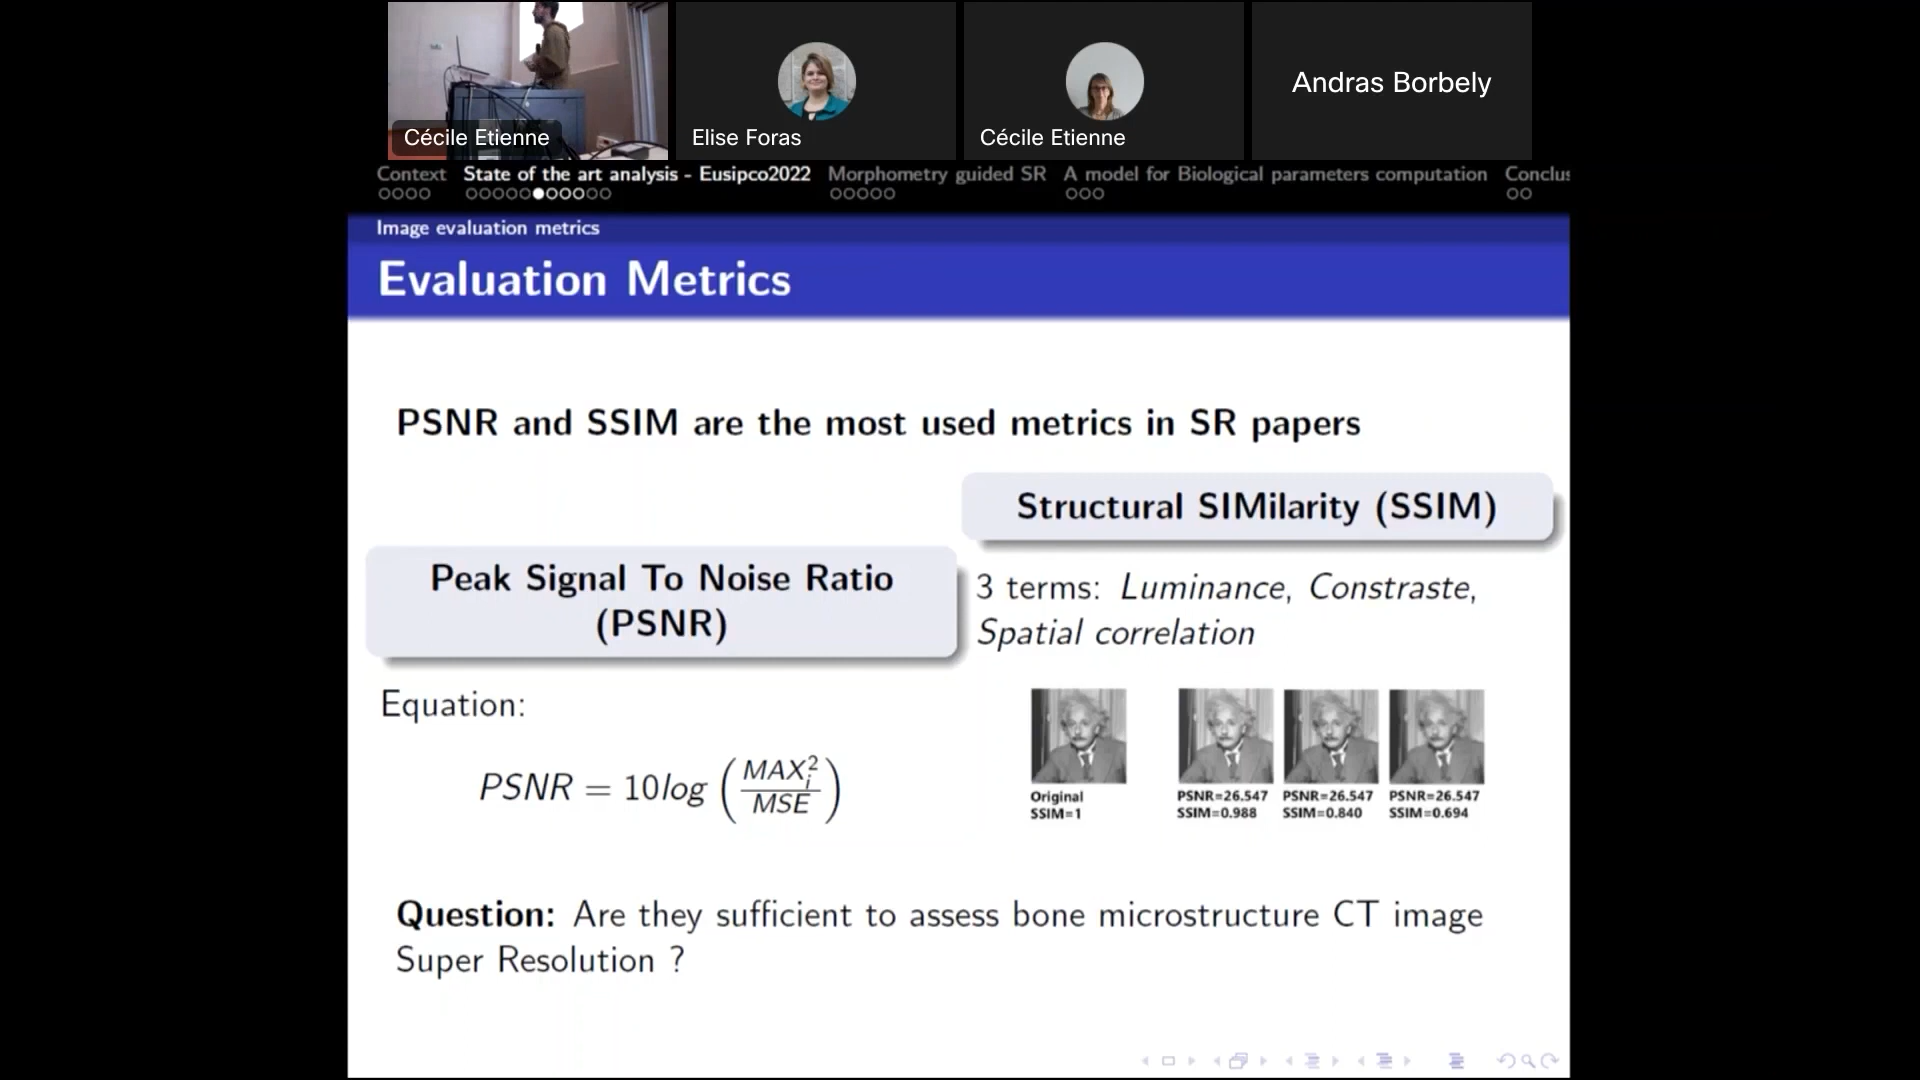 Cécile Etienne
Elise Foras
Cécile Etienne
Andras Borbely
Context
State of the art analysis - Eusipco2022
Morphometry guided SR
A model for Biological parameters computation
Conclus
Image evaluation metrics
Evaluation Metrics
PSNR and SSIM are the most used metrics in SR papers
Peak Signal To Noise Ratio
(PSNR)
Equation:
PSNR = 10log (MAX_i^2 / MSE)
Structural SIMilarity (SSIM)
3 terms: Luminance, Constraste,
Spatial correlation
Original
SSIM=1
PSNR=26.547
SSIM=0.988
PSNR=26.547
SSIM=0.840
PSNR=26.547
SSIM=0.694
Question: Are they sufficient to assess bone microstructure CT image
Super Resolution ?